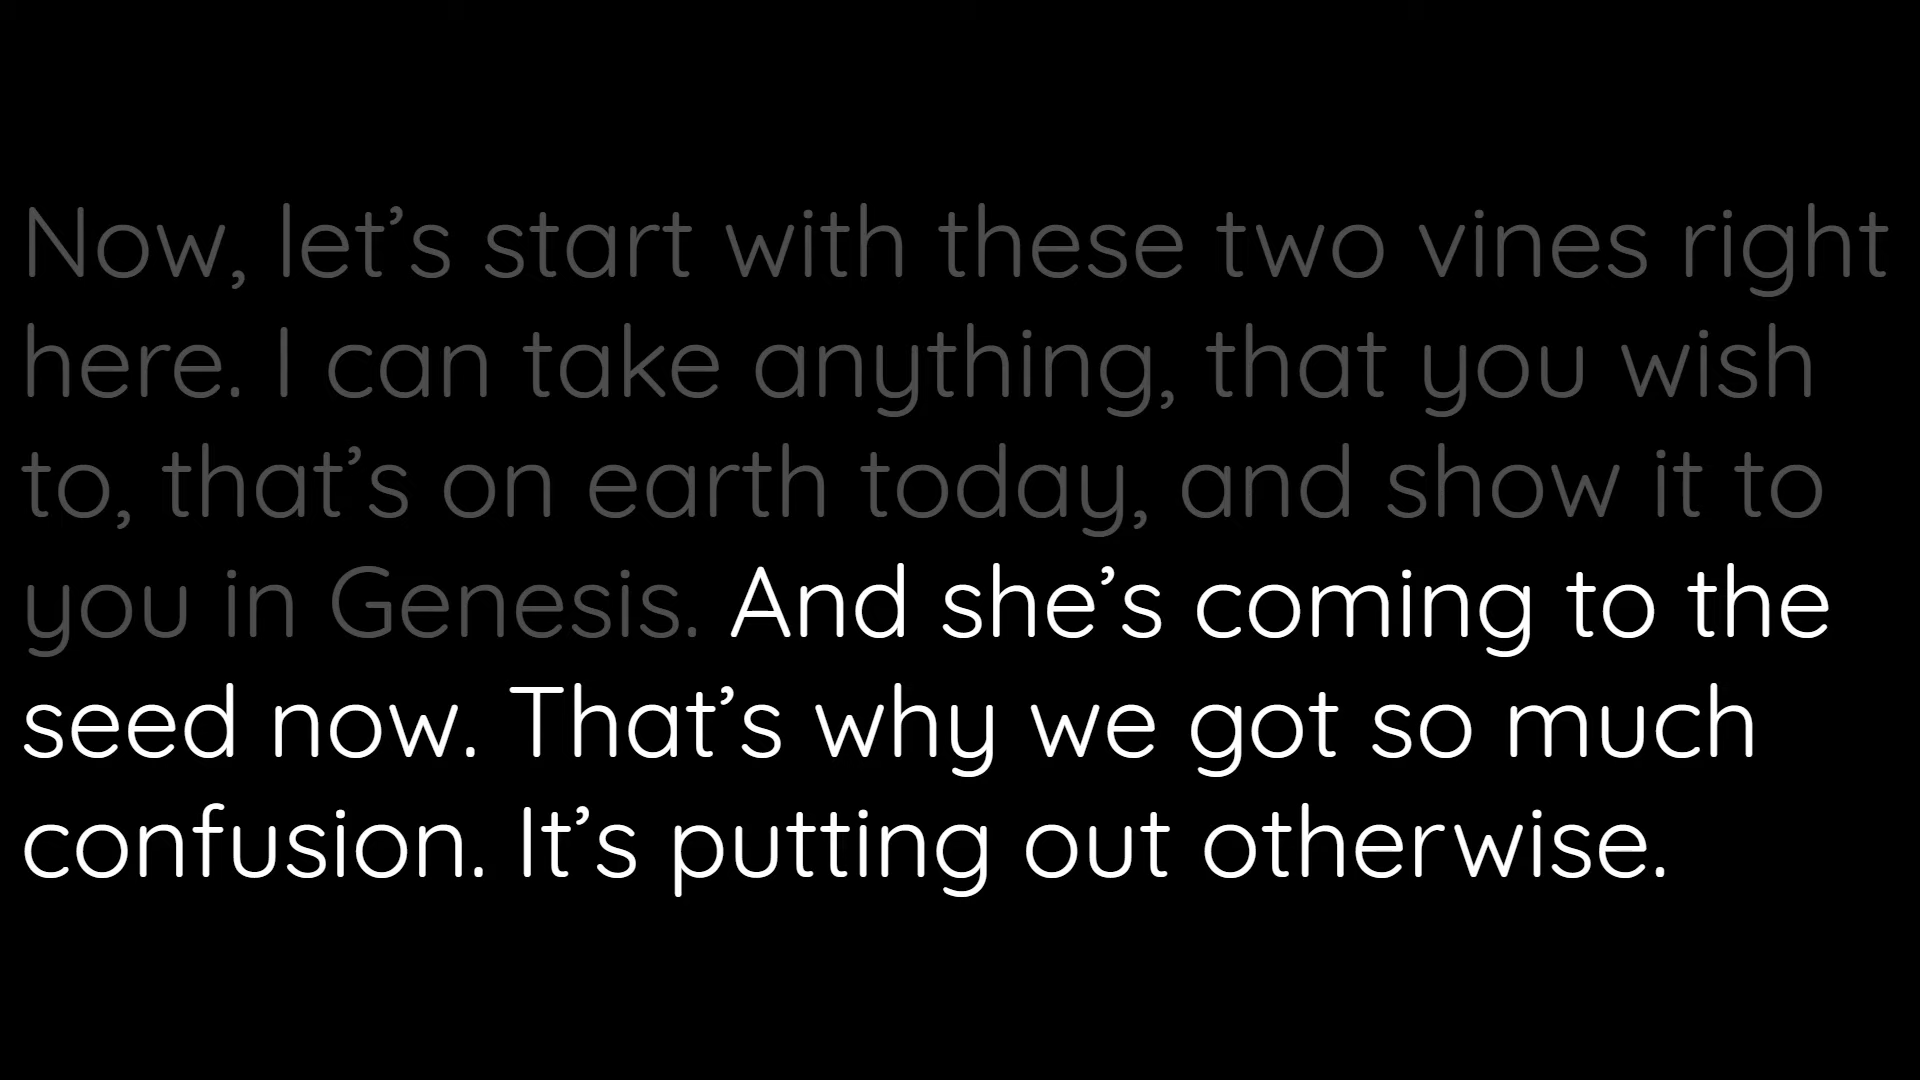 Now, let’s start with these two vines right
here. I can take anything, that you wish
to, that’s on earth today, and show it to
you in Genesis. And she’s coming to the
seed now. That’s why we got so much
confusion. It’s putting out otherwise.